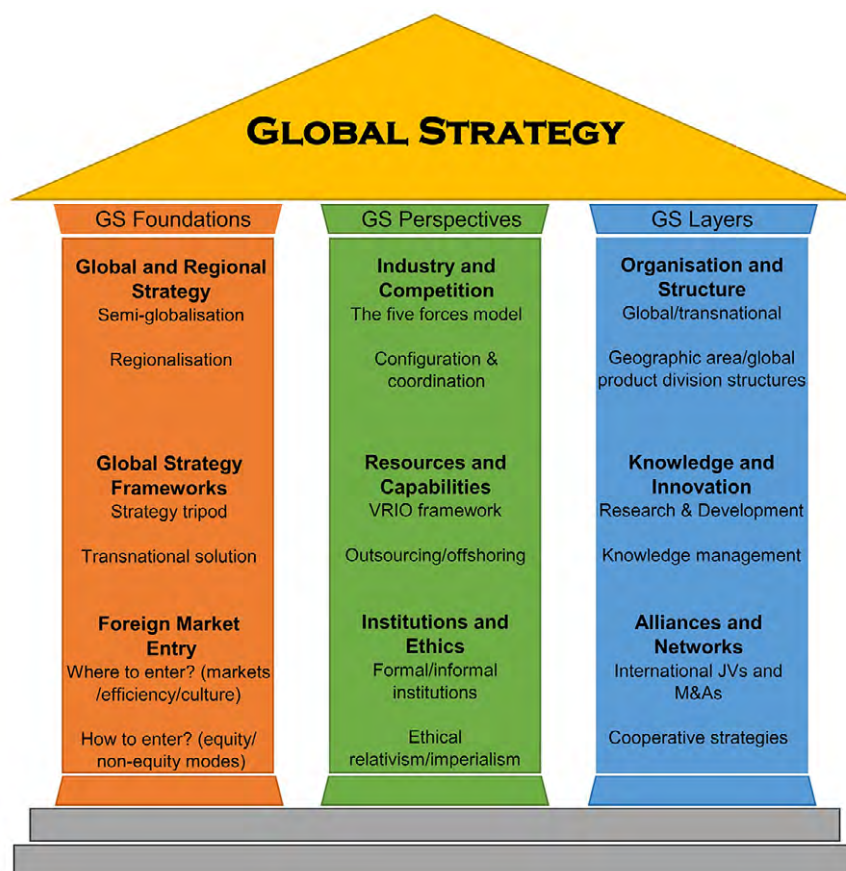 GLOBAL STRATEGY
GS Foundations
Global and Regional
Strategy
Semi-globalisation
Regionalisation
Global Strategy
Frameworks
Strategy tripod
Transnational solution
Foreign Market
Entry
Where to enter? (markets
/efficiency/culture)
How to enter? (equity/
non-equity modes)
GS Perspectives
Industry and
Competition
The five forces model
Configuration &
coordination
Resources and
Capabilities
VRIO framework
Outsourcing/offshoring
Institutions and
Ethics
Formal/informal
institutions
Ethical
relativism/imperialism
GS Layers
Organisation and
Structure
Global/transnational
Geographic area/global
product division structures
Knowledge and
Innovation
Research & Development
Knowledge management
Alliances and
Networks
International JVs and
M&As
Cooperative strategies